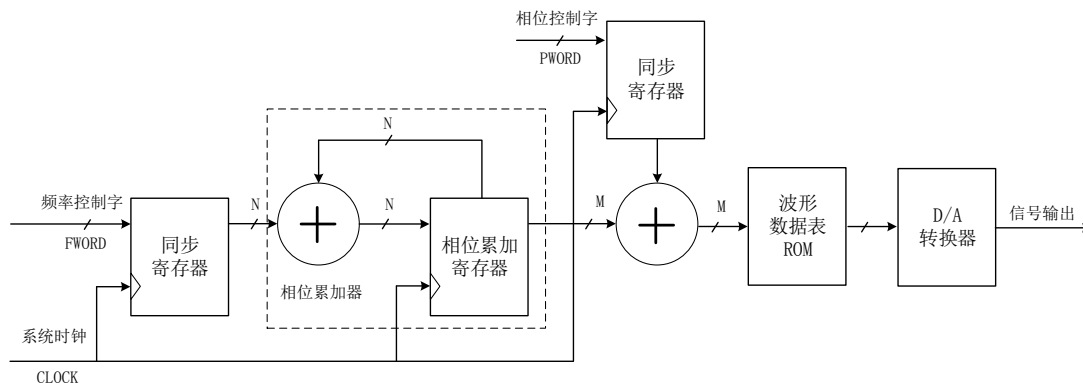 相位控制字
PWORD
同步
寄存器
N
频率控制字
FWORD
同步
寄存器
N
N
相位累加
寄存器
相位累加器
M
M
波形
数据表
ROM
D/A
转换器
信号输出
系统时钟
CLOCK